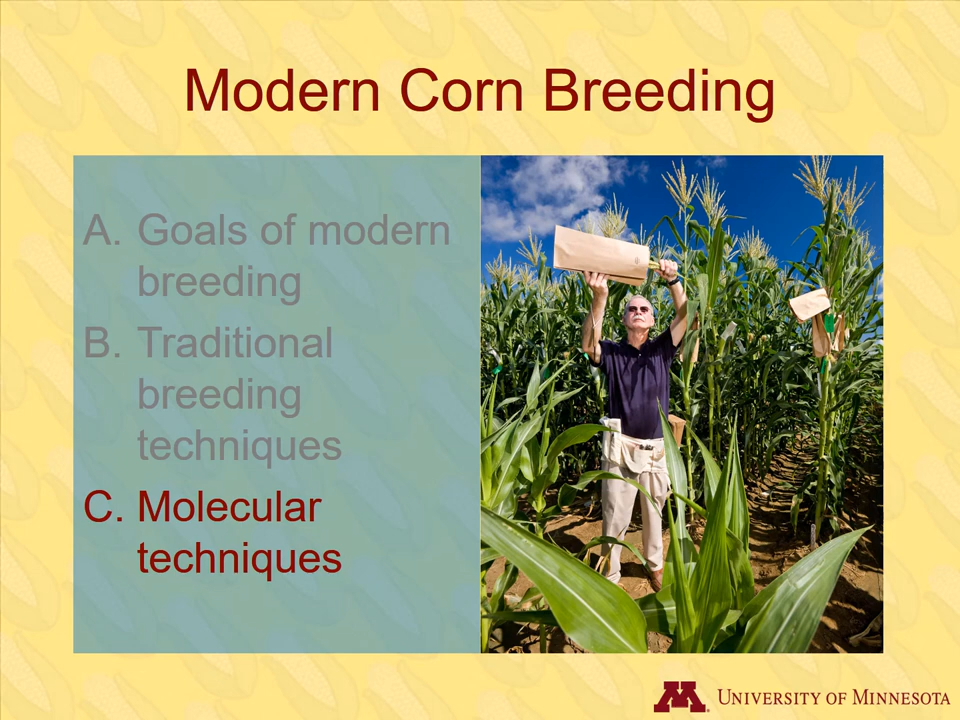 Modern Corn Breeding
A. Goals of modern
breeding
B. Traditional
breeding
techniques
C. Molecular
techniques
M
UNIVERSITY OF MINNESOTA